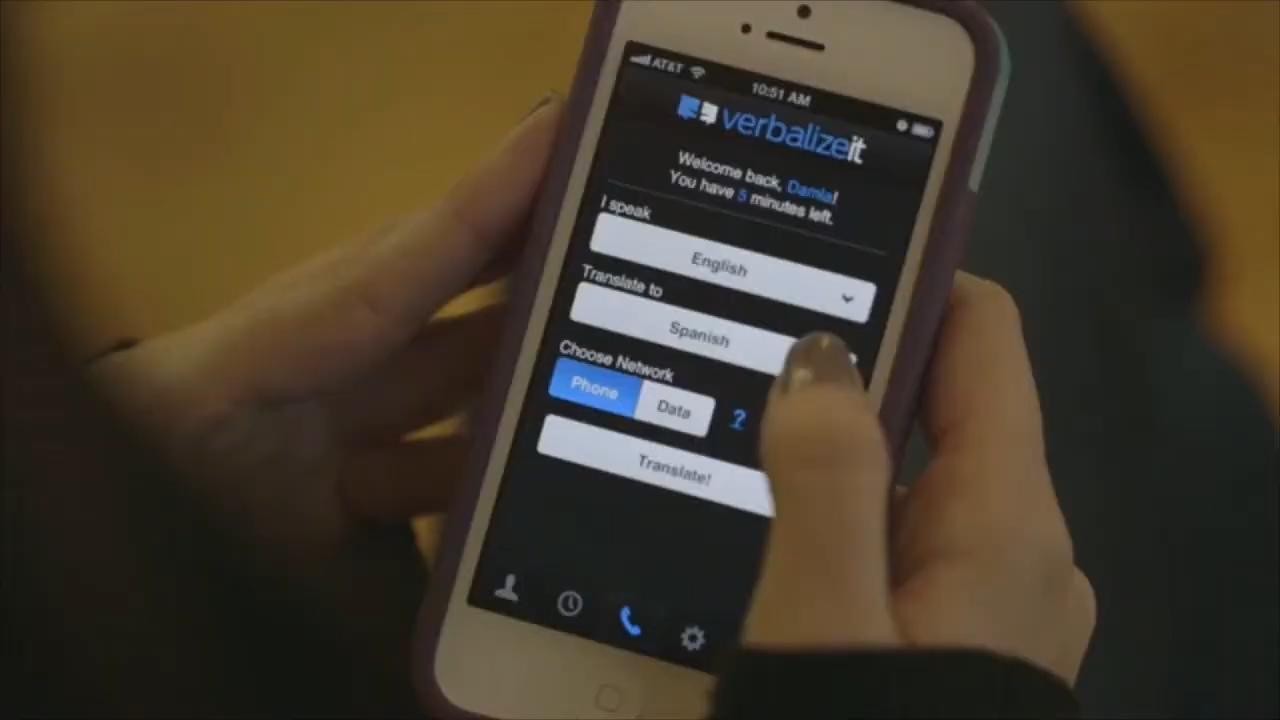 AT&T
10:51 AM
verbalizeit
Welcome back, Damla!
You have 5 minutes left.
I speak
English
Translate to
Spanish
Choose Network
Phone Data ?
Translate!